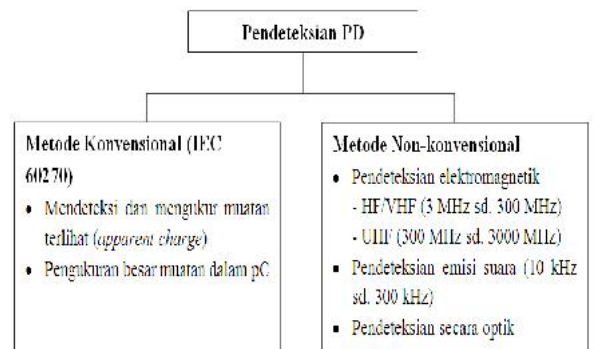 Pendeteksian PD
Metode Konvensional (IEC
60270)
• Mendeteksi dan mengukur muatan
terlihat (apparent charge)
• Pengukuran besar muatan dalam pC
Metode Non-konvensional
• Pendeteksian elektromagnetik
- HF/VHF (3 MHz sd. 300 MHz)
- UHF (300 MHz sd. 3000 MHz)
• Pendeteksian emisi suara (10 kHz
sd. 300 kHz)
• Pendeteksian secara optik